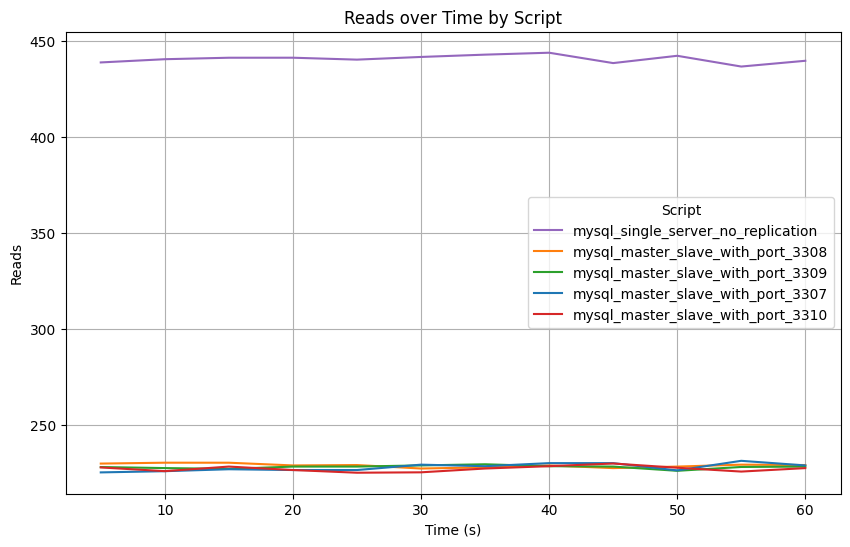 Reads over Time by Script
450
400
350
300
250
Reads
Script
mysql_single_server_no_replication
mysql_master_slave_with_port_3308
mysql_master_slave_with_port_3309
mysql_master_slave_with_port_3307
mysql_master_slave_with_port_3310
10
20
30
40
50
60
Time (s)